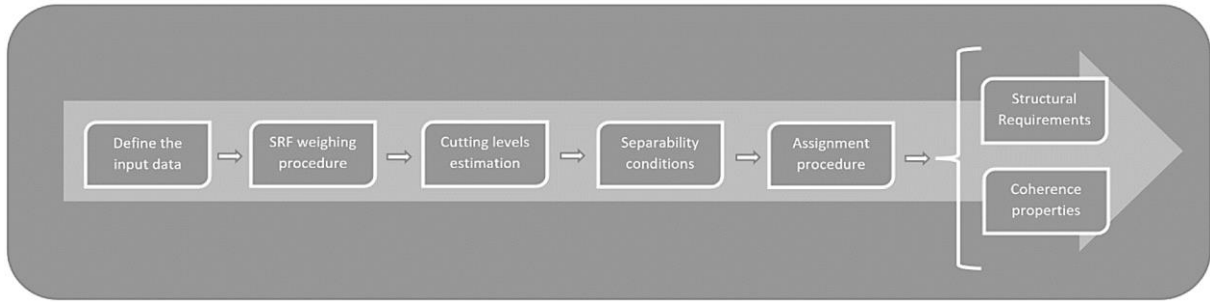 Define the
input data
SRF weighing
procedure
Cutting levels
estimation
Separability
conditions
Assignment
procedure
Structural
Requirements
Coherence
properties